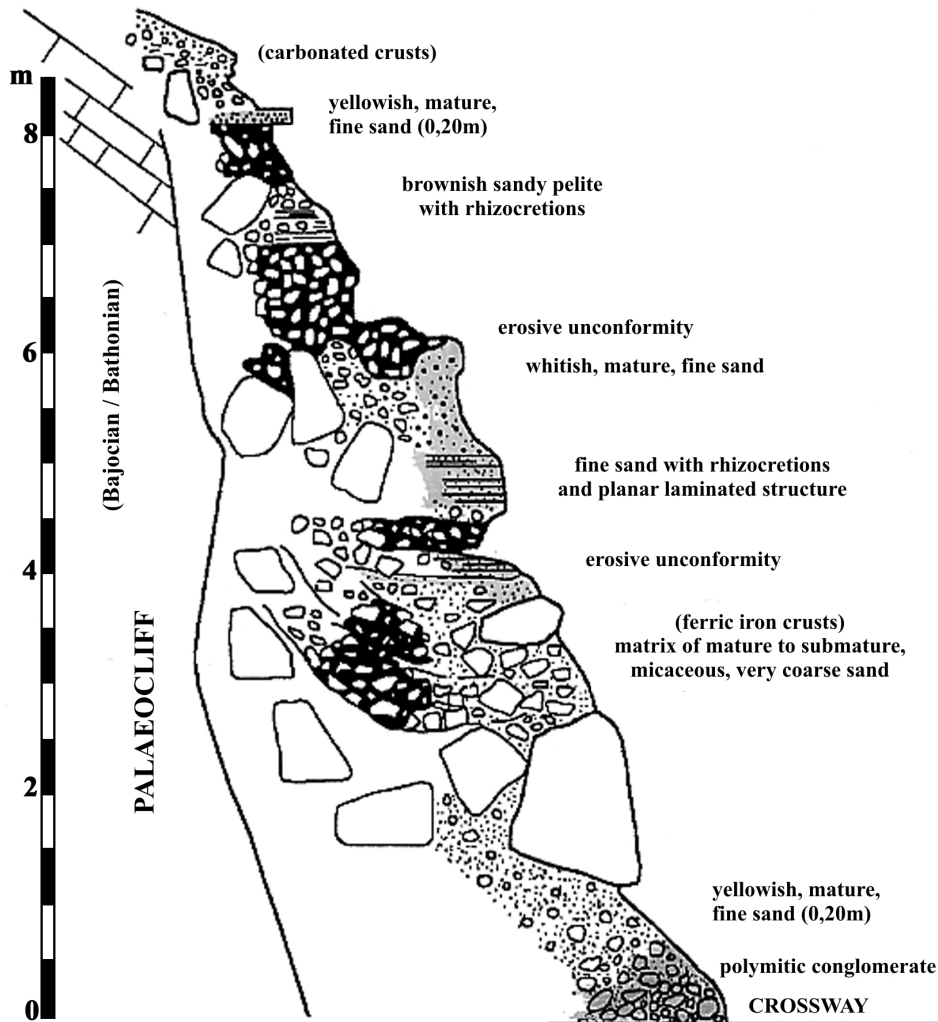 (carbonated crusts)
m
yellowish, mature,
fine sand (0,20m)
8
brownish sandy pelite
with rhizocretions
(Bajocian / Bathonian)
erosive unconformity
6
whitish, mature, fine sand
fine sand with rhizocretions
and planar laminated structure
erosive unconformity
4
(ferric iron crusts)
matrix of mature to submature,
micaceous, very coarse sand
PALAEOCLIFF
2
yellowish, mature,
fine sand (0,20m)
polymitic conglomerate
CROSSWAY
0